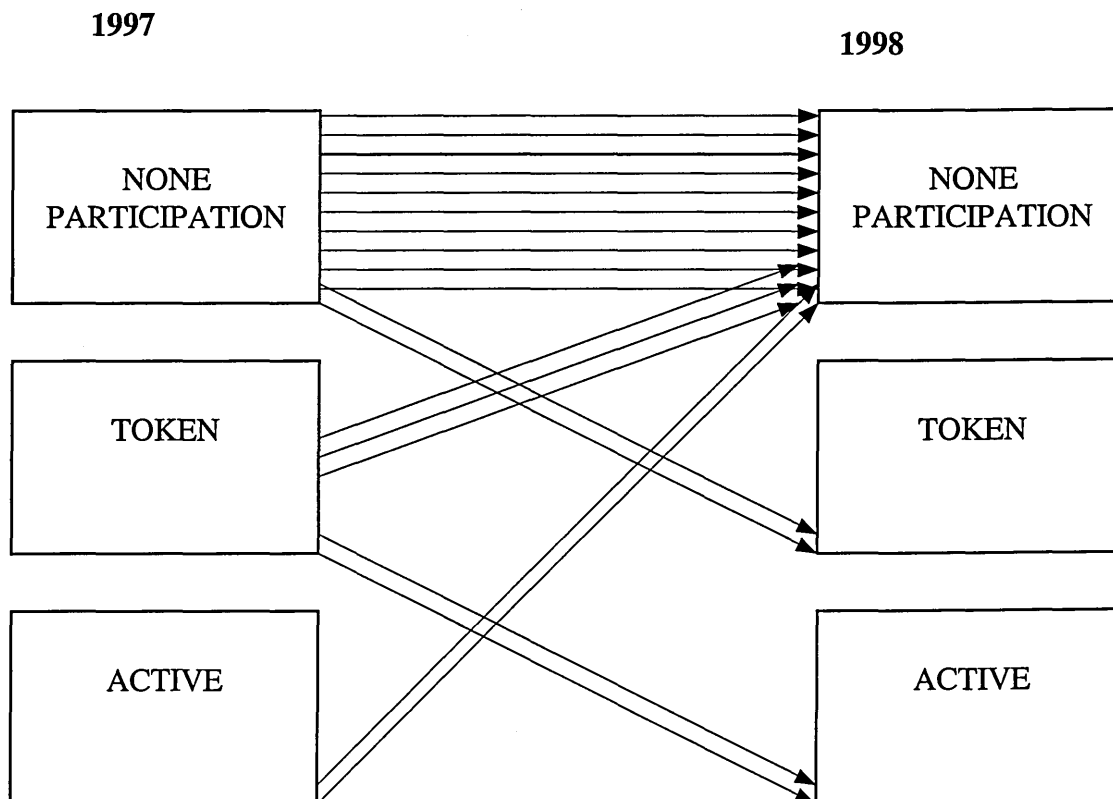 1997
1998
NONE
PARTICIPATION
NONE
PARTICIPATION
TOKEN
TOKEN
ACTIVE
ACTIVE